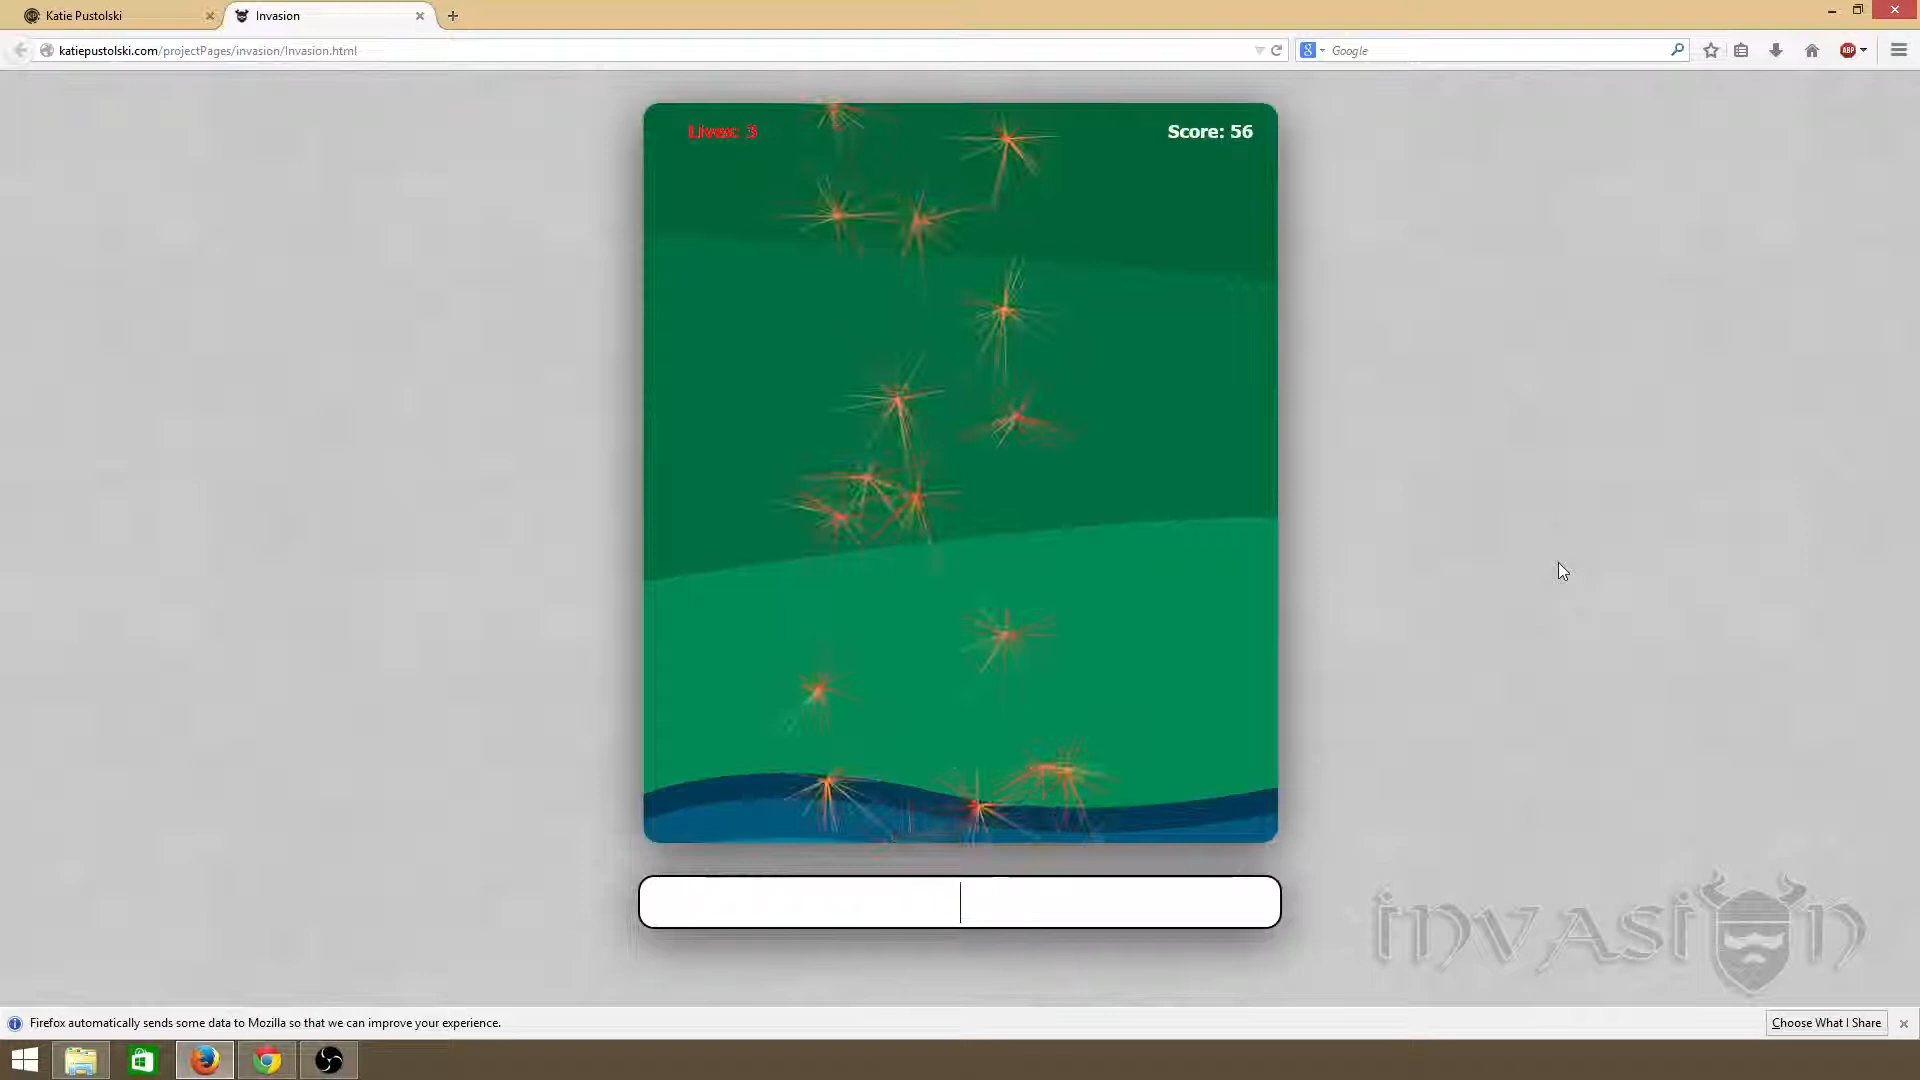 Katie Pustolski
Invasion
katiepustolski.com/projectPages/invasion/Invasion.html
Google
ABP
Lives: 3
Score: 56
invasion
Firefox automatically sends some data to Mozilla so that we can improve your experience.
Choose What I Share